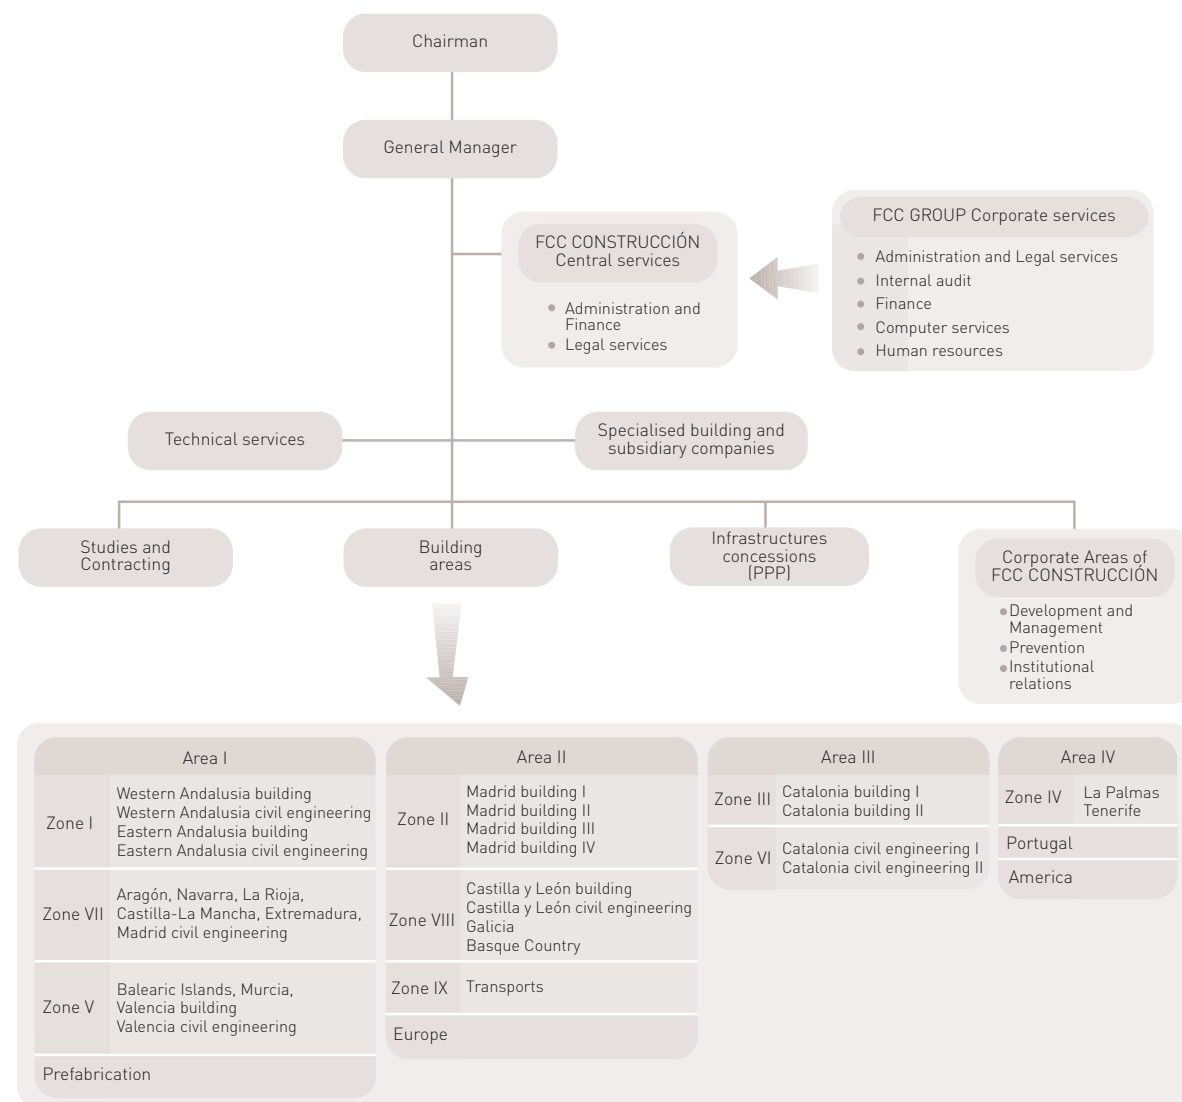 Chairman
General Manager
FCC CONSTRUCCIÓN
Central services
• Administration and
Finance
• Legal services
FCC GROUP Corporate services
• Administration and Legal services
• Internal audit
• Finance
• Computer services
• Human resources
Technical services
Specialised building and
subsidiary companies
Studies and
Contracting
Building
areas
Infrastructures
concessions
(PPP)
Corporate Areas of
FCC CONSTRUCCIÓN
• Development and
Management
• Prevention
• Institutional
relations
Area I
Zone I
Western Andalusia building
Western Andalusia civil engineering
Eastern Andalusia building
Eastern Andalusia civil engineering
Zone VII
Aragón, Navarra, La Rioja,
Castilla-La Mancha, Extremadura,
Madrid civil engineering
Zone V
Balearic Islands, Murcia,
Valencia building
Valencia civil engineering
Prefabrication
Area II
Zone II
Madrid building I
Madrid building II
Madrid building III
Madrid building IV
Zone VIII
Castilla y León building
Castilla y León civil engineering
Galicia
Basque Country
Zone IX
Transports
Europe
Area III
Zone III
Catalonia building I
Catalonia building II
Zone VI
Catalonia civil engineering I
Catalonia civil engineering II
Area IV
Zone IV
La Palmas
Tenerife
Portugal
America